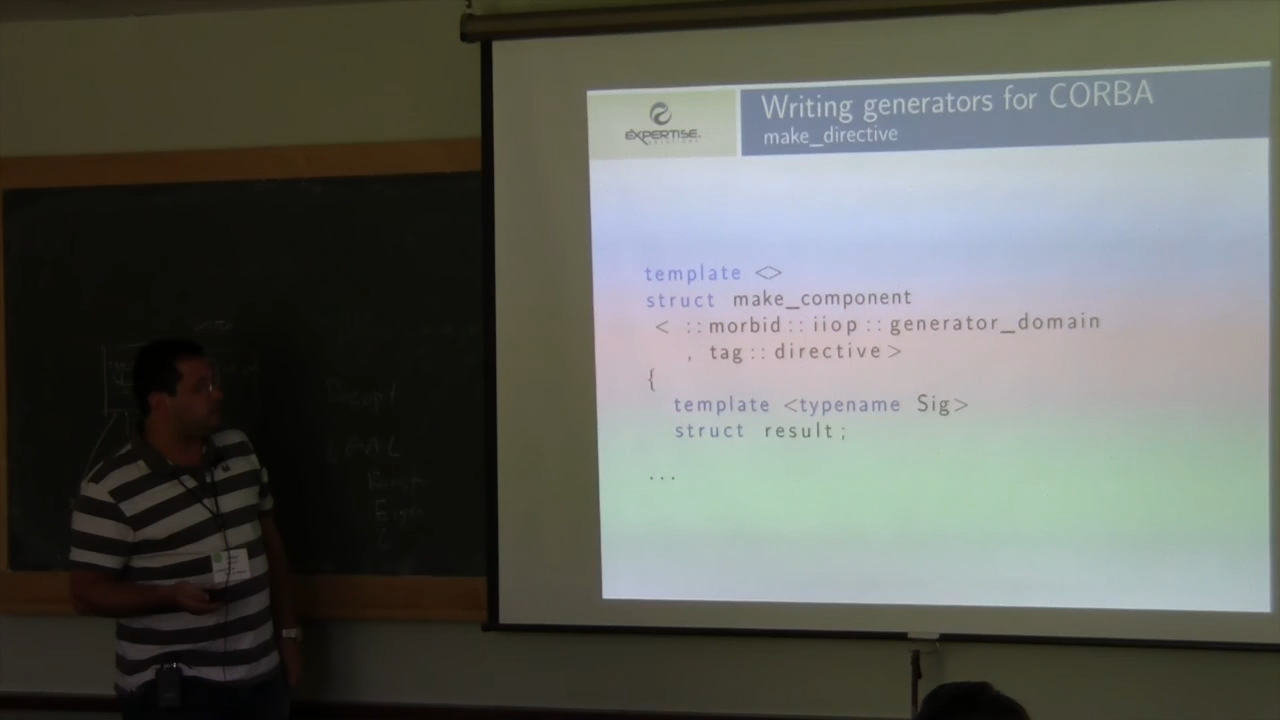 Writing generators for CORBA
EXPERTISE
SOLUTIONS
make_directive
template <>
struct make_component
< ::morbid::iiop::generator_domain
, tag::directive>
{
template <typename Sig>
struct result;
...